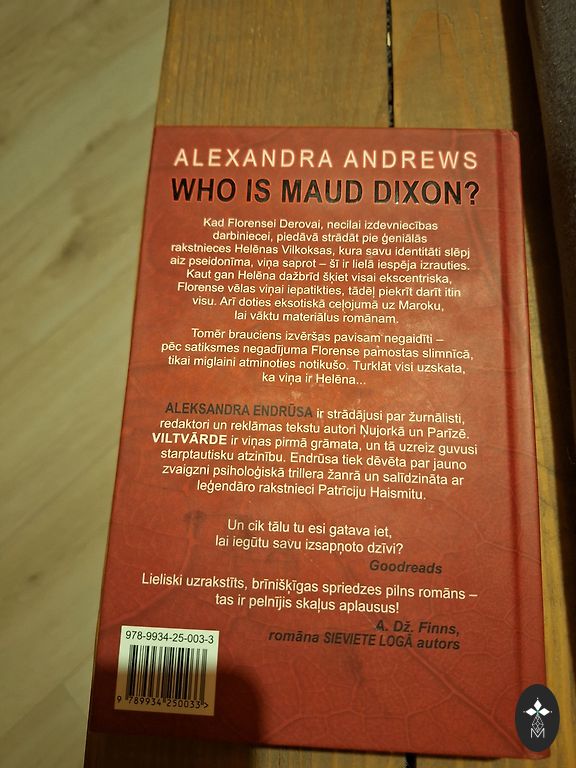 ALEXANDRA ANDREWS
WHO IS MAUD DIXON?
Kad Florensei Derovai, necilai izdevniecības
darbiniecei, piedāvā strādāt pie ģeniālās
rakstnieces Helēnas Vilkoksas, kura savu identitāti slēpj
aiz pseidonīma, viņa saprot – šī ir lielā iespēja izrauties.
Kaut gan Helēna dažbrīd šķiet visai ekscentriska,
Florense vēlas viņai iepatikties, tādēļ piekrīt darīt itin
visu. Arī doties eksotiskā ceļojumā uz Maroku,
lai vāktu materiālus romānam.
Tomēr brauciens izvēršas pavisam negaidīti –
pēc satiksmes negadījuma Florense pamostas slimnīcā,
tikai miglaini atminoties notikušo. Turklāt visi uzskata,
ka viņa ir Helēna...
ALEKSANDRA ENDRŪSA ir strādājusi par žurnālisti,
redaktori un reklāmas tekstu autori Ņujorkā un Parīzē.
VILTVĀRDE ir viņas pirmā grāmata, un tā uzreiz guvusi
starptautisku atzinību. Endrūsa tiek dēvēta par jauno
zvaigzni psiholoģiskā trillera žanrā un salīdzināta ar
leģendāro rakstnieci Patrīciju Haismitu.
Un cik tālu tu esi gatava iet,
lai iegūtu savu izsapņoto dzīvi?
Goodreads
Lieliski uzrakstīts, brīnišķīgas spriedzes pilns romāns –
tas ir pelnījis skaļus aplausus!
A. Dž. Finns,
romāna SIEVIETE LOGĀ autors
978-9934-25-003-3
9 789934 250033>